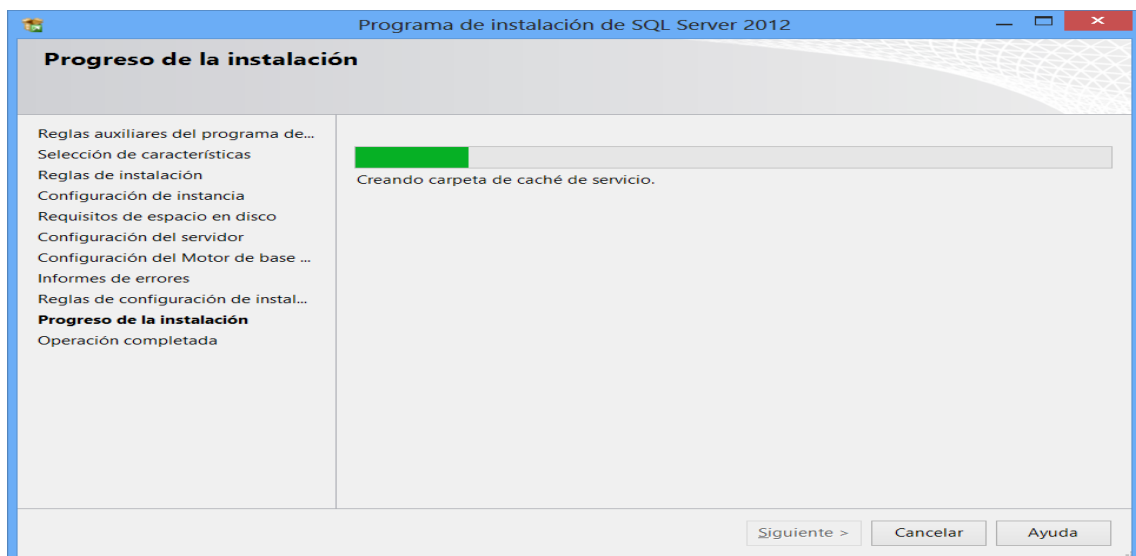 Programa de instalación de SQL Server 2012
Progreso de la instalación
Reglas auxiliares del programa de...
Selección de características
Reglas de instalación
Configuración de instancia
Requisitos de espacio en disco
Configuración del servidor
Configuración del Motor de base ...
Informes de errores
Reglas de configuración de instal...
Progreso de la instalación
Operación completada
Creando carpeta de caché de servicio.
Siguiente >
Cancelar
Ayuda